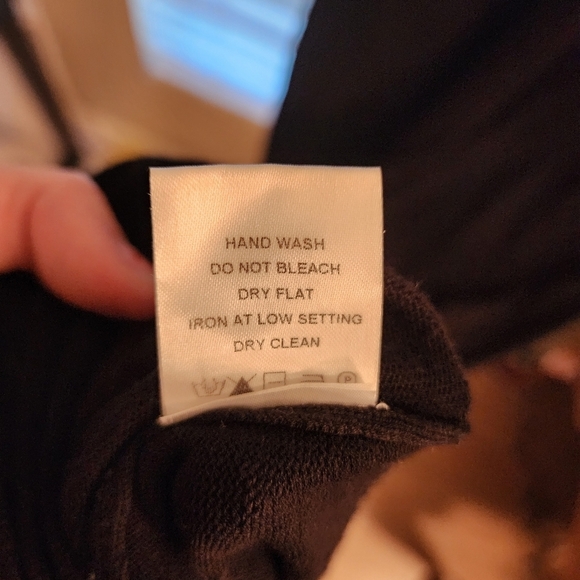 HAND WASH
DO NOT BLEACH
DRY FLAT
IRON AT LOW SETTING
DRY CLEAN
P